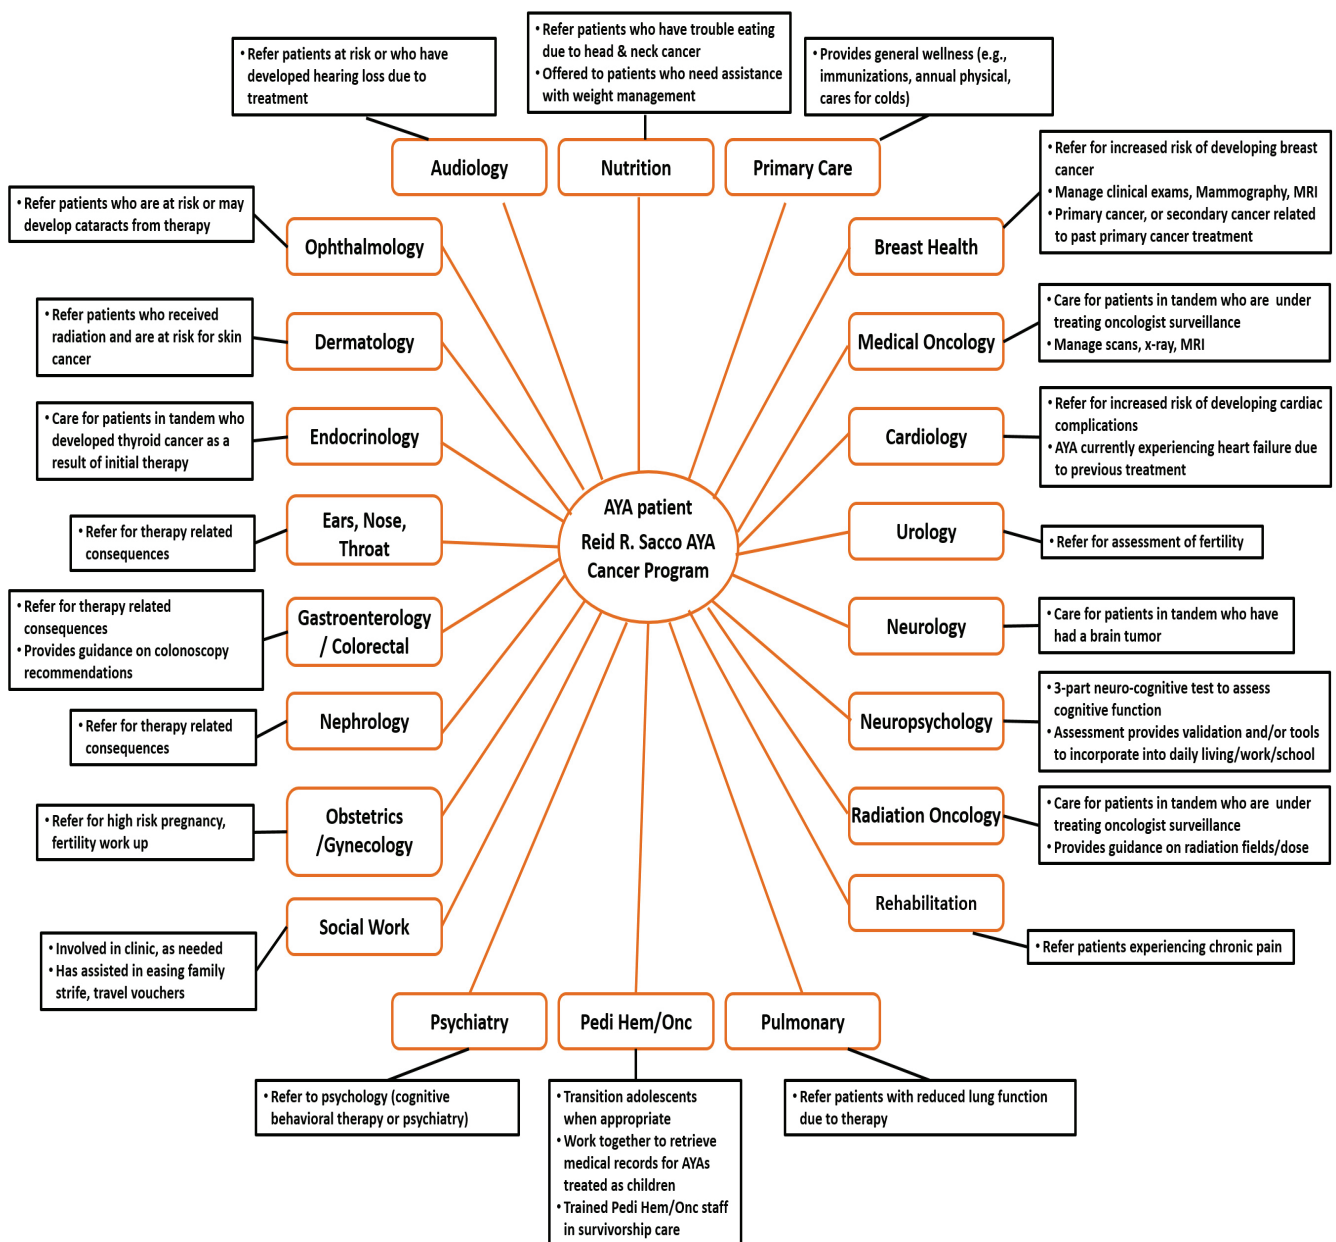 • Refer patients at risk or who have
developed hearing loss due to
treatment
• Refer patients who have trouble eating
due to head & neck cancer
• Offered to patients who need assistance
with weight management
• Provides general wellness (e.g.,
immunizations, annual physical,
cares for colds)
Audiology
Nutrition
Primary Care
• Refer patients who are at risk or may
develop cataracts from therapy
Ophthalmology
• Refer patients who received
radiation and are at risk for skin
cancer
Dermatology
• Care for patients in tandem who
developed thyroid cancer as a
result of initial therapy
Endocrinology
• Refer for therapy related
consequences
Ears, Nose,
Throat
• Refer for therapy related
consequences
• Provides guidance on colonoscopy
recommendations
Gastroenterology
/ Colorectal
• Refer for therapy related
consequences
Nephrology
• Refer for high risk pregnancy,
fertility work up
Obstetrics
/Gynecology
• Involved in clinic, as needed
• Has assisted in easing family
strife, travel vouchers
Social Work
AYA patient
Reid R. Sacco AYA
Cancer Program
Breast Health
• Refer for increased risk of developing breast
cancer
• Manage clinical exams, Mammography, MRI
• Primary cancer, or secondary cancer related
to past primary cancer treatment
Medical Oncology
• Care for patients in tandem who are under
treating oncologist surveillance
• Manage scans, x-ray, MRI
Cardiology
• Refer for increased risk of developing cardiac
complications
• AYA currently experiencing heart failure due
to previous treatment
Urology
• Refer for assessment of fertility
Neurology
• Care for patients in tandem who have
had a brain tumor
Neuropsychology
• 3-part neuro-cognitive test to assess
cognitive function
• Assessment provides validation and/or tools
to incorporate into daily living/work/school
Radiation Oncology
• Care for patients in tandem who are under
treating oncologist surveillance
• Provides guidance on radiation fields/dose
Rehabilitation
• Refer patients experiencing chronic pain
Psychiatry
Pedi Hem/Onc
Pulmonary
• Refer to psychology (cognitive
behavioral therapy or psychiatry)
• Transition adolescents
when appropriate
• Work together to retrieve
medical records for AYAs
treated as children
• Trained Pedi Hem/Onc staff
in survivorship care
• Refer patients with reduced lung function
due to therapy